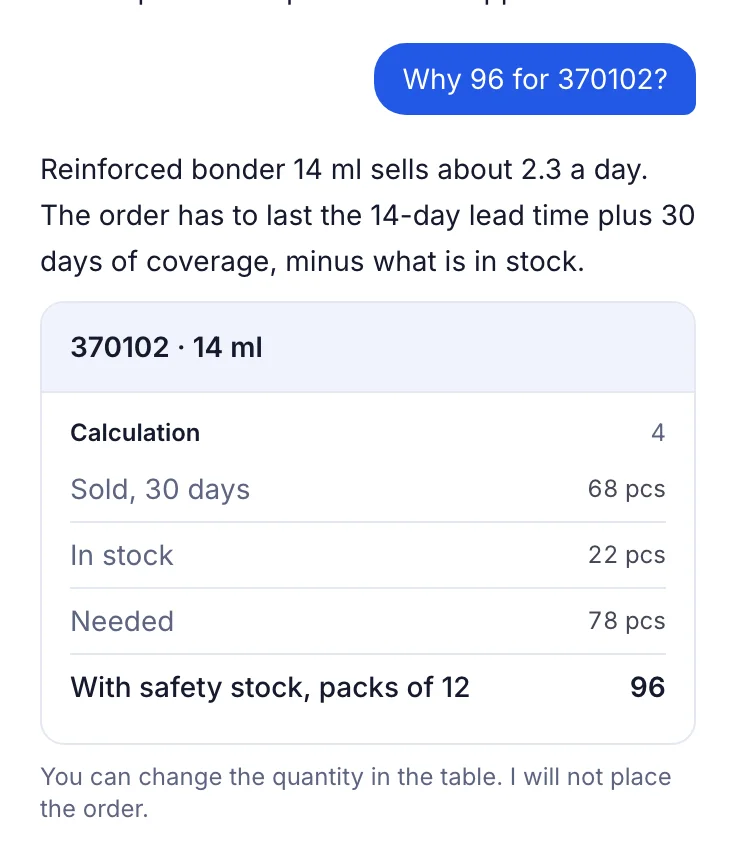 Why 96 for 370102?
Reinforced bonder 14 ml sells about 2.3 a day.
The order has to last the 14-day lead time plus 30
days of coverage, minus what is in stock.
370102 · 14 ml
Calculation 4
Sold, 30 days 68 pcs
In stock 22 pcs
Needed 78 pcs
With safety stock, packs of 12 96
You can change the quantity in the table. I will not place
the order.